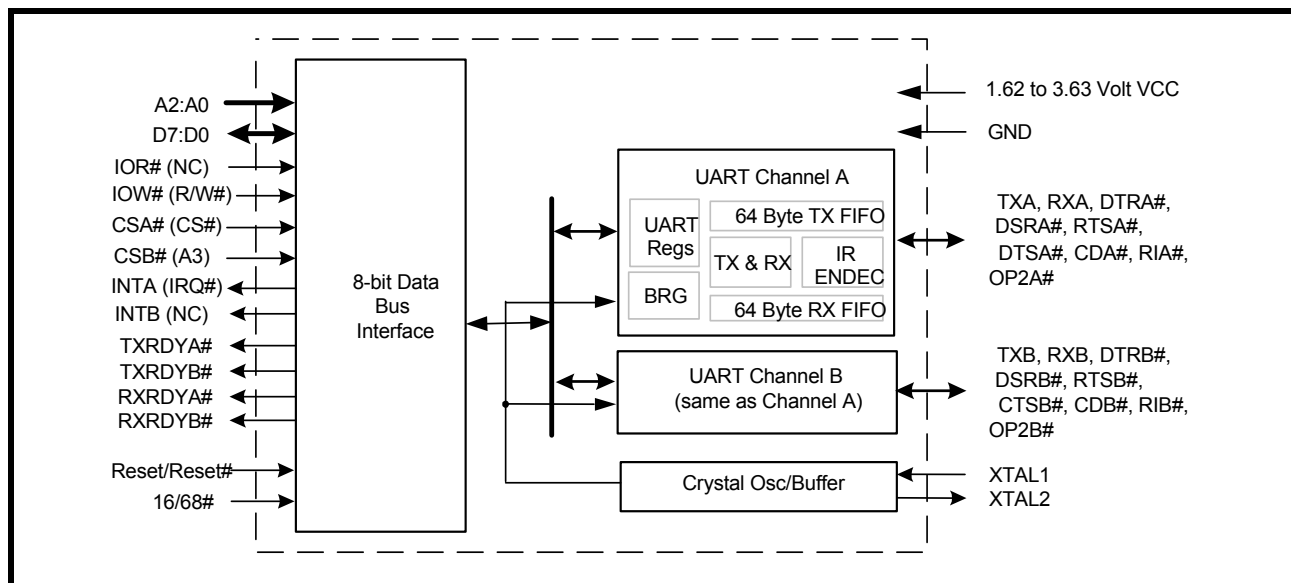 A2:A0
D7:D0
IOR# (NC)
IOW# (R/W#)
CSA# (CS#)
CSB# (A3)
INTA (IRQ#)
INTB (NC)
TXRDYA#
TXRDYB#
RXRDYA#
RXRDYB#
Reset/Reset#
16/68#
8-bit Data
Bus
Interface
UART Channel A
UART
Regs
BRG
64 Byte TX FIFO
TX & RX
IR
ENDEC
64 Byte RX FIFO
UART Channel B
(same as Channel A)
Crystal Osc/Buffer
1.62 to 3.63 Volt VCC
GND
TXA, RXA, DTRA#,
DSRA#, RTSA#,
DTSA#, CDA#, RIA#,
OP2A#
TXB, RXB, DTRB#,
DSRB#, RTSB#,
CTSB#, CDB#, RIB#,
OP2B#
XTAL1
XTAL2